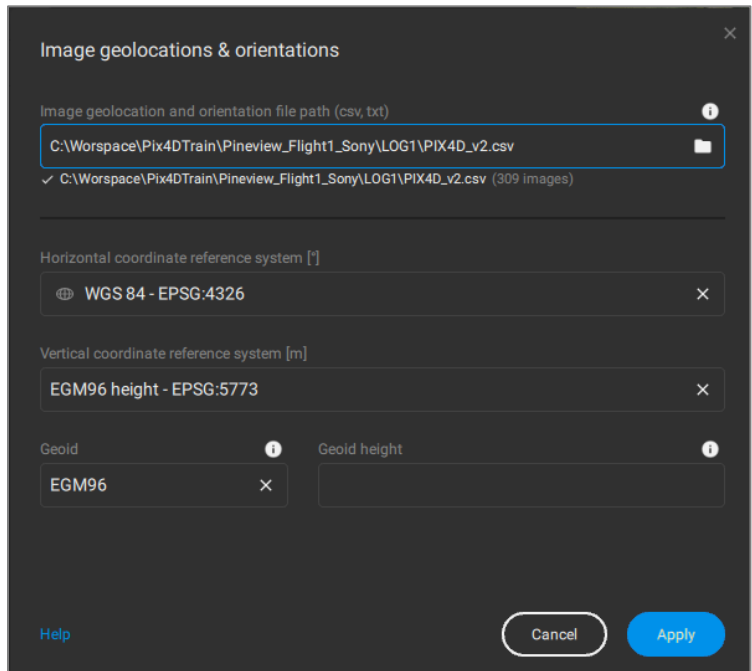 Image geolocations & orientations
Image geolocation and orientation file path (csv, txt)
C:\Worspace\Pix4DTrain\Pineview_Flight1_Sony\LOG1\PIX4D_v2.csv
C:\Worspace\Pix4DTrain\Pineview_Flight1_Sony\LOG1\PIX4D_v2.csv (309 images)
Horizontal coordinate reference system [°]
WGS 84 - EPSG:4326
Vertical coordinate reference system [m]
EGM96 height - EPSG:5773
Geoid Geoid height
EGM96
Help Cancel Apply